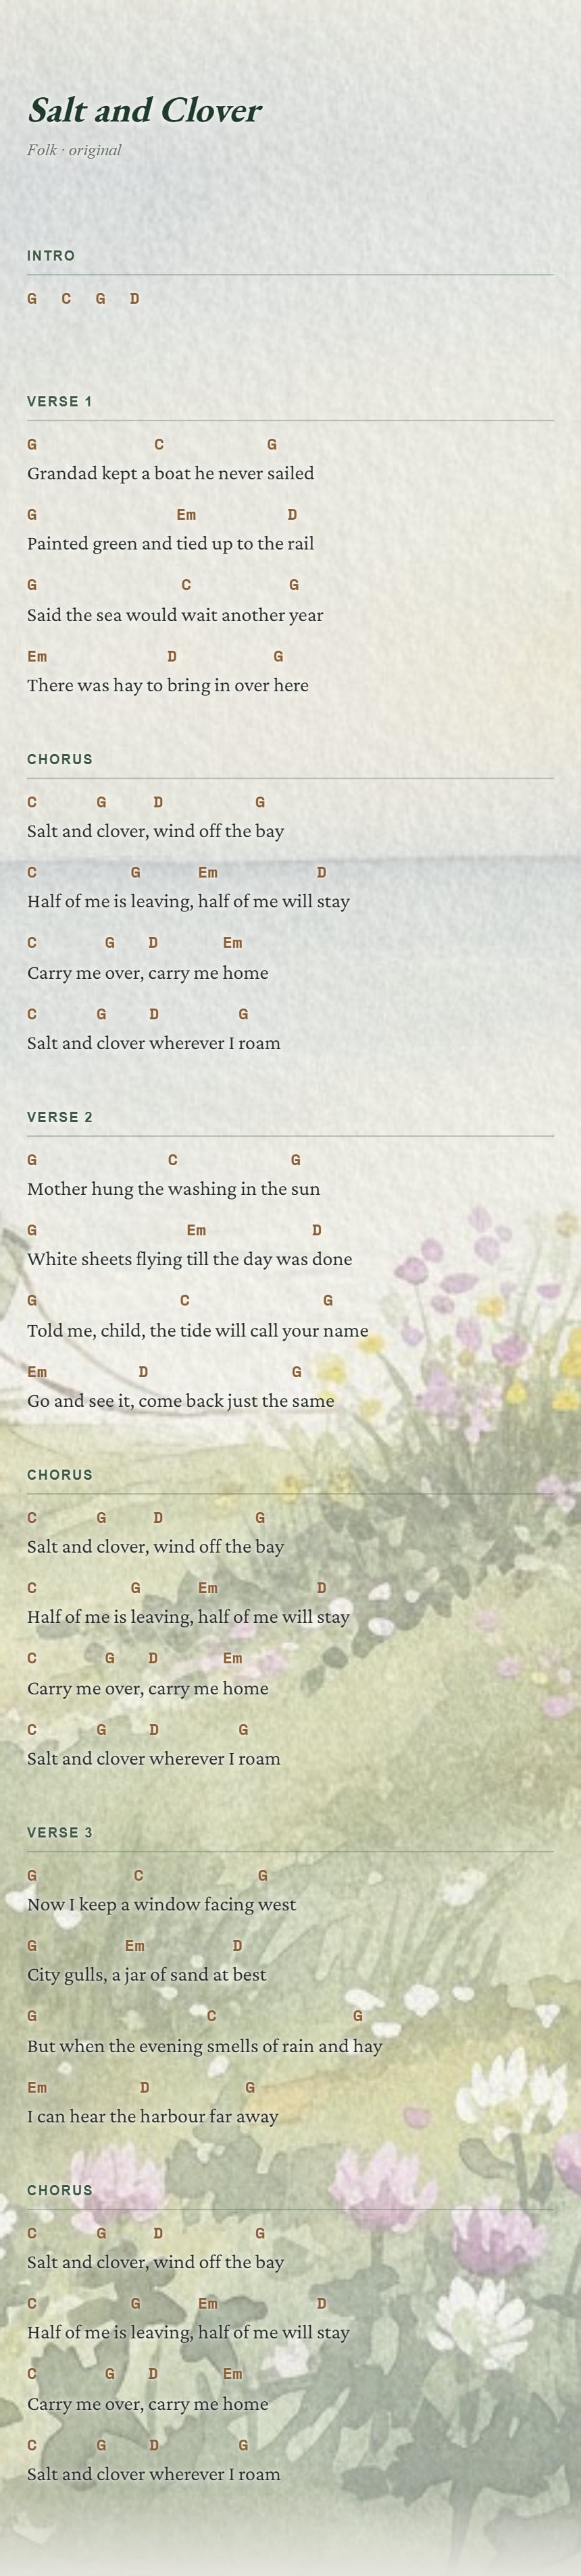 Salt and Clover
Folk · original
INTRO
G C G D
VERSE 1
G C G
Grandad kept a boat he never sailed
G Em D
Painted green and tied up to the rail
G C G
Said the sea would wait another year
Em D G
There was hay to bring in over here
CHORUS
C G D G
Salt and clover, wind off the bay
C G Em D
Half of me is leaving, half of me will stay
C G D Em
Carry me over, carry me home
C G D G
Salt and clover wherever I roam
VERSE 2
G C G
Mother hung the washing in the sun
G Em D
White sheets flying till the day was done
G C G
Told me, child, the tide will call your name
Em D G
Go and see it, come back just the same
CHORUS
C G D G
Salt and clover, wind off the bay
C G Em D
Half of me is leaving, half of me will stay
C G D Em
Carry me over, carry me home
C G D G
Salt and clover wherever I roam
VERSE 3
G C G
Now I keep a window facing west
G Em D
City gulls, a jar of sand at best
G C G
But when the evening smells of rain and hay
Em D G
I can hear the harbour far away
CHORUS
C G D G
Salt and clover, wind off the bay
C G Em D
Half of me is leaving, half of me will stay
C G D Em
Carry me over, carry me home
C G D G
Salt and clover wherever I roam